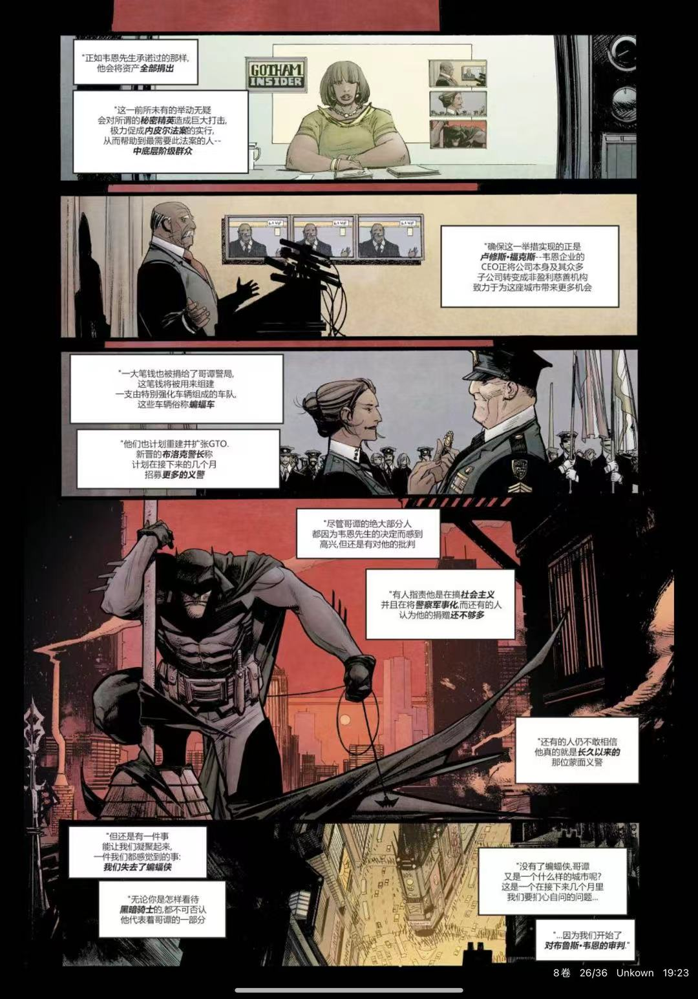 "正如韦恩先生承诺过的那样,
他会将资产全部捐出
GOTHAM
INSIDER
"这一前所未有的举动无疑
会对所谓的秘密精英造成巨大打击,
极力促成内皮尔法案的实行,
从而帮助到最需要此法案的人--
中底层阶级群众
"确保这一举措实现的正是
卢修斯•福克斯--韦恩企业的
CEO正将公司本身及其众多
子公司转变成非盈利慈善机构
致力于为这座城市带来更多机会
"一大笔钱也被捐给了哥谭警局,
这笔钱将被用来组建
一支由特别强化车辆组成的车队,
这些车辆俗称蝙蝠车
"他们也计划重建并扩张GTO.
新晋的布洛克警长称
计划在接下来的几个月
招募更多的义警
"尽管哥谭的绝大部分人
都因为韦恩先生的决定而感到
高兴,但还是有对他的批判
"有人指责他是在搞社会主义
并且在将警察军事化,而还有的人
认为他的捐赠还不够多
"还有的人仍不敢相信
他真的就是长久以来的
那位蒙面义警
"但还是有一件事
能让我们凝聚起来,
一件我们都感觉到的事:
我们失去了蝙蝠侠
"无论你是怎样看待
黑暗骑士的,都不可否认
他代表着哥谭的一部分
"没有了蝙蝠侠,哥谭
又是一个什么样的城市呢?
这是一个在接下来几个月里
我们要扪心自问的问题...
"...因为我们开始了
对布鲁斯•韦恩的审判."
8卷 26/36 Unkown 19:23